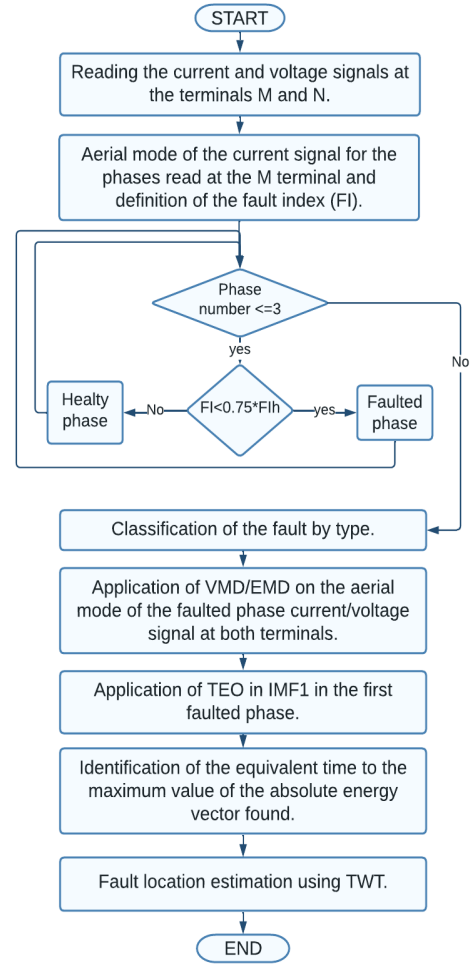 START
Reading the current and voltage signals at
the terminals M and N.
Aerial mode of the current signal for the
phases read at the M terminal and
definition of the fault index (FI).
Phase
number <=3
yes
No
Healty
phase
No
FI<0.75*FIh
yes
Faulted
phase
Classification of the fault by type.
Application of VMD/EMD on the aerial
mode of the faulted phase current/voltage
signal at both terminals.
Application of TEO in IMF1 in the first
faulted phase.
Identification of the equivalent time to the
maximum value of the absolute energy
vector found.
Fault location estimation using TWT.
END